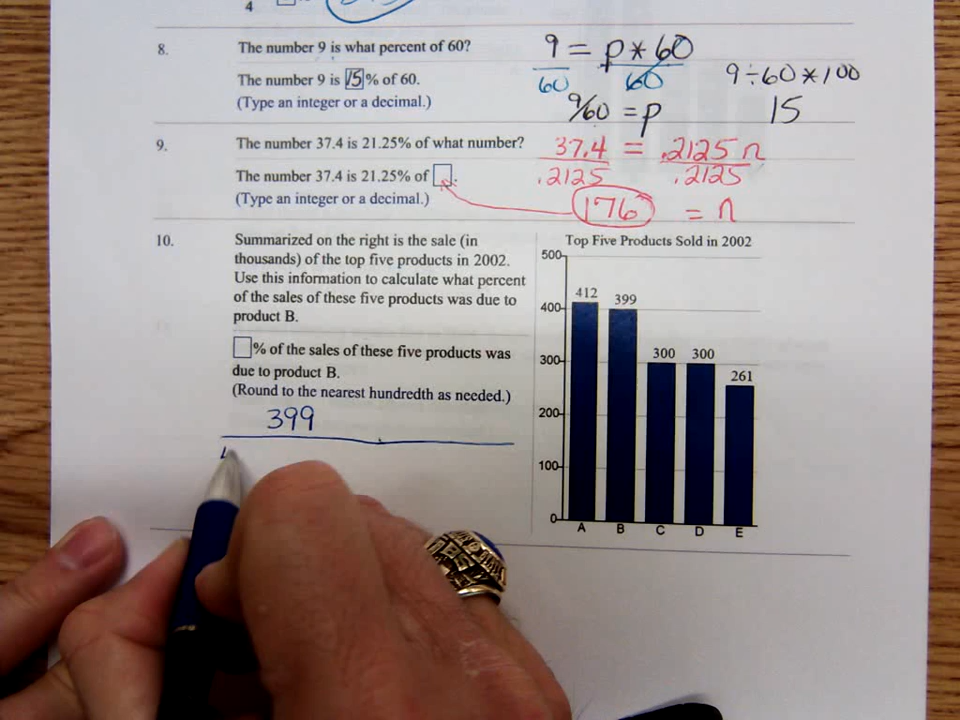 4
8. The number 9 is what percent of 60? 9 = p * 60
The number 9 is 15 % of 60. 60 60 9 ÷ 60 * 100
(Type an integer or a decimal.) 9/60 = p 15
9. The number 37.4 is 21.25% of what number? 37.4 = .2125 n
The number 37.4 is 21.25% of . .2125 .2125
(Type an integer or a decimal.) 176 = n
10. Summarized on the right is the sale (in
thousands) of the top five products in 2002.
Use this information to calculate what percent
of the sales of these five products was due to
product B.
% of the sales of these five products was
due to product B.
(Round to the nearest hundredth as needed.)
399
Top Five Products Sold in 2002
500
412
399
400
300 300
300
261
200
100
0
A B C D E